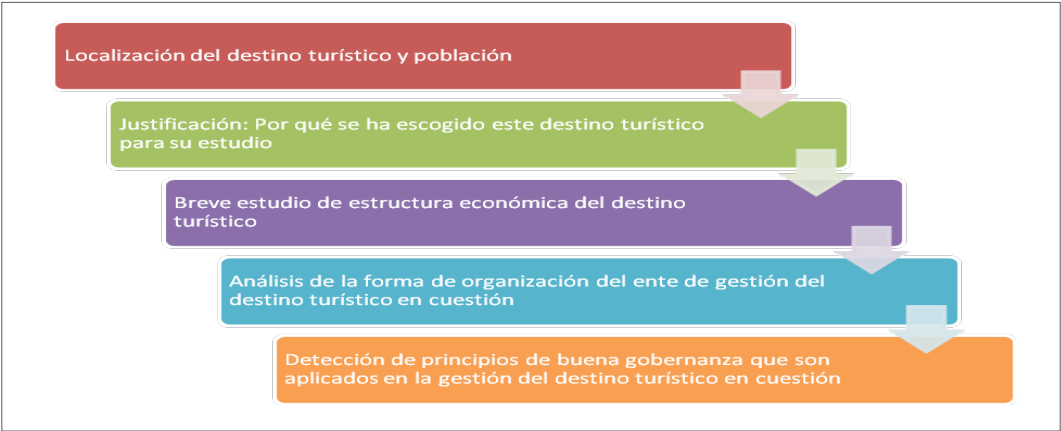 Localización del destino turístico y población
Justificación: Por qué se ha escogido este destino turístico
para su estudio
Breve estudio de estructura económica del destino
turístico
Análisis de la forma de organización del ente de gestión del
destino turístico en cuestión
Detección de principios de buena gobernanza que son
aplicados en la gestión del destino turístico en cuestión